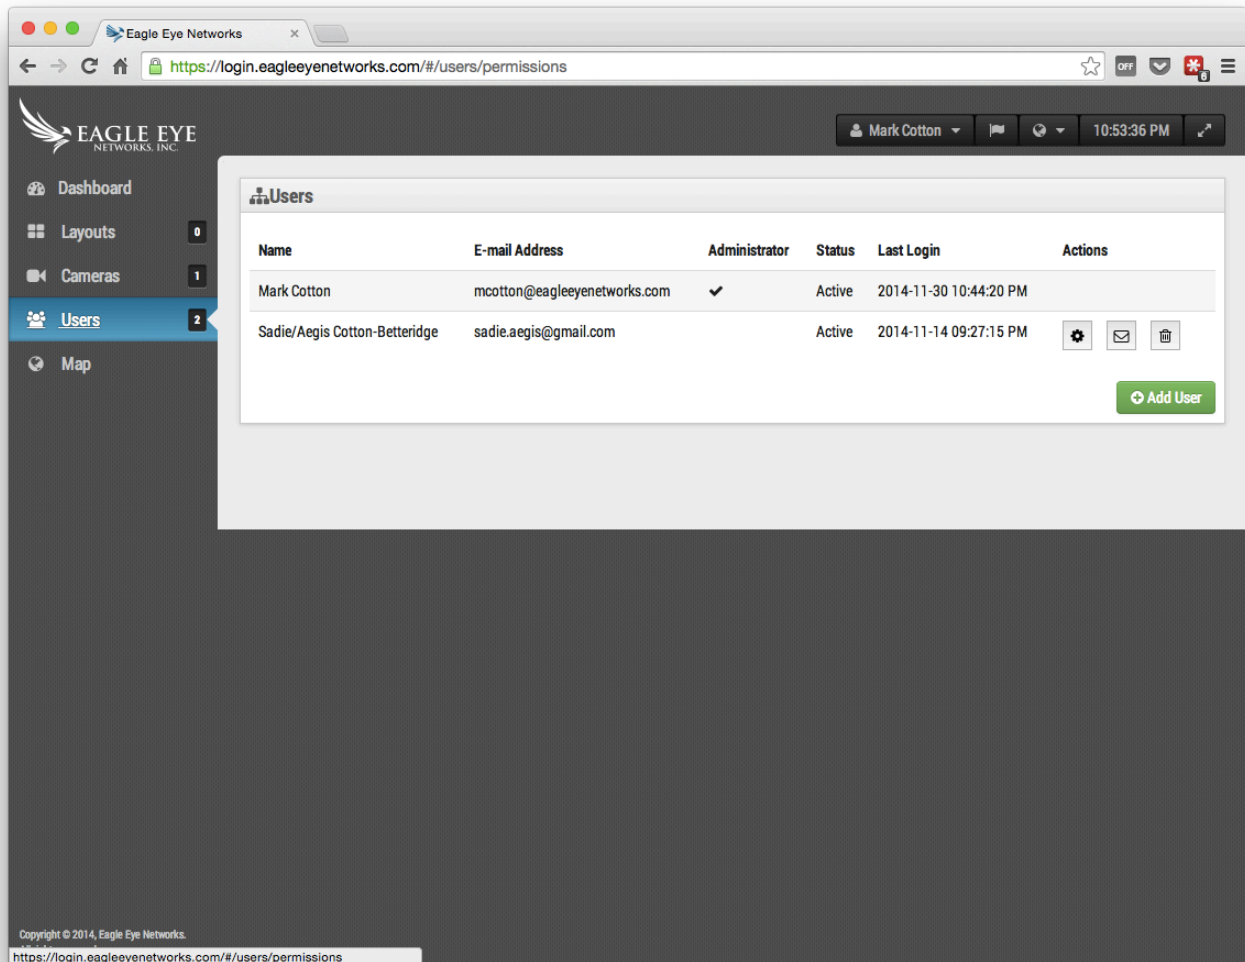 Eagle Eye Networks
https://login.eagleeyenetworks.com/#/users/permissions
OFF
6
EAGLE EYE
NETWORKS, INC.
Mark Cotton
10:53:36 PM
Dashboard
Layouts 0
Cameras 1
Users 2
Map
Users
Name E-mail Address Administrator Status Last Login Actions
Mark Cotton mcotton@eagleeyenetworks.com Active 2014-11-30 10:44:20 PM
Sadie/Aegis Cotton-Betteridge sadie.aegis@gmail.com Active 2014-11-14 09:27:15 PM
Add User
Copyright © 2014, Eagle Eye Networks.
https://login.eagleeyenetworks.com/#/users/permissions